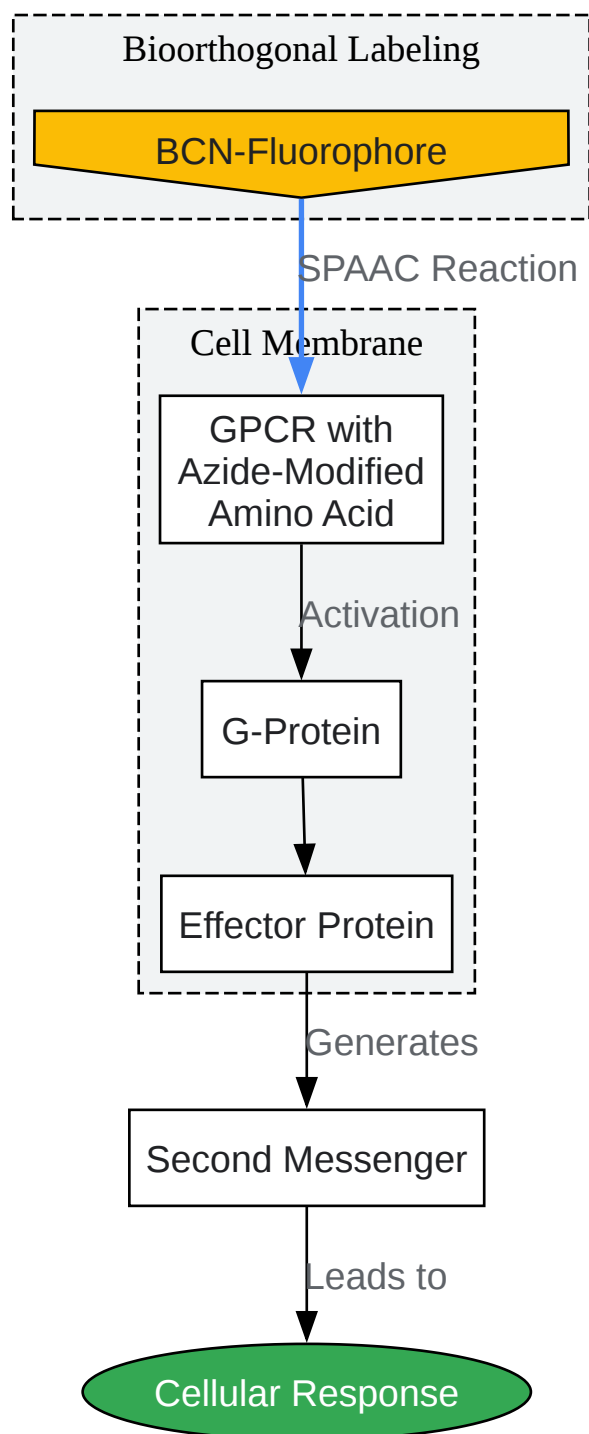 Bioorthogonal Labeling
BCN-Fluorophore
SPAAC Reaction
Cell Membrane
GPCR with
Azide-Modified
Amino Acid
Activation
G-Protein
Effector Protein
Generates
Second Messenger
Leads to
Cellular Response